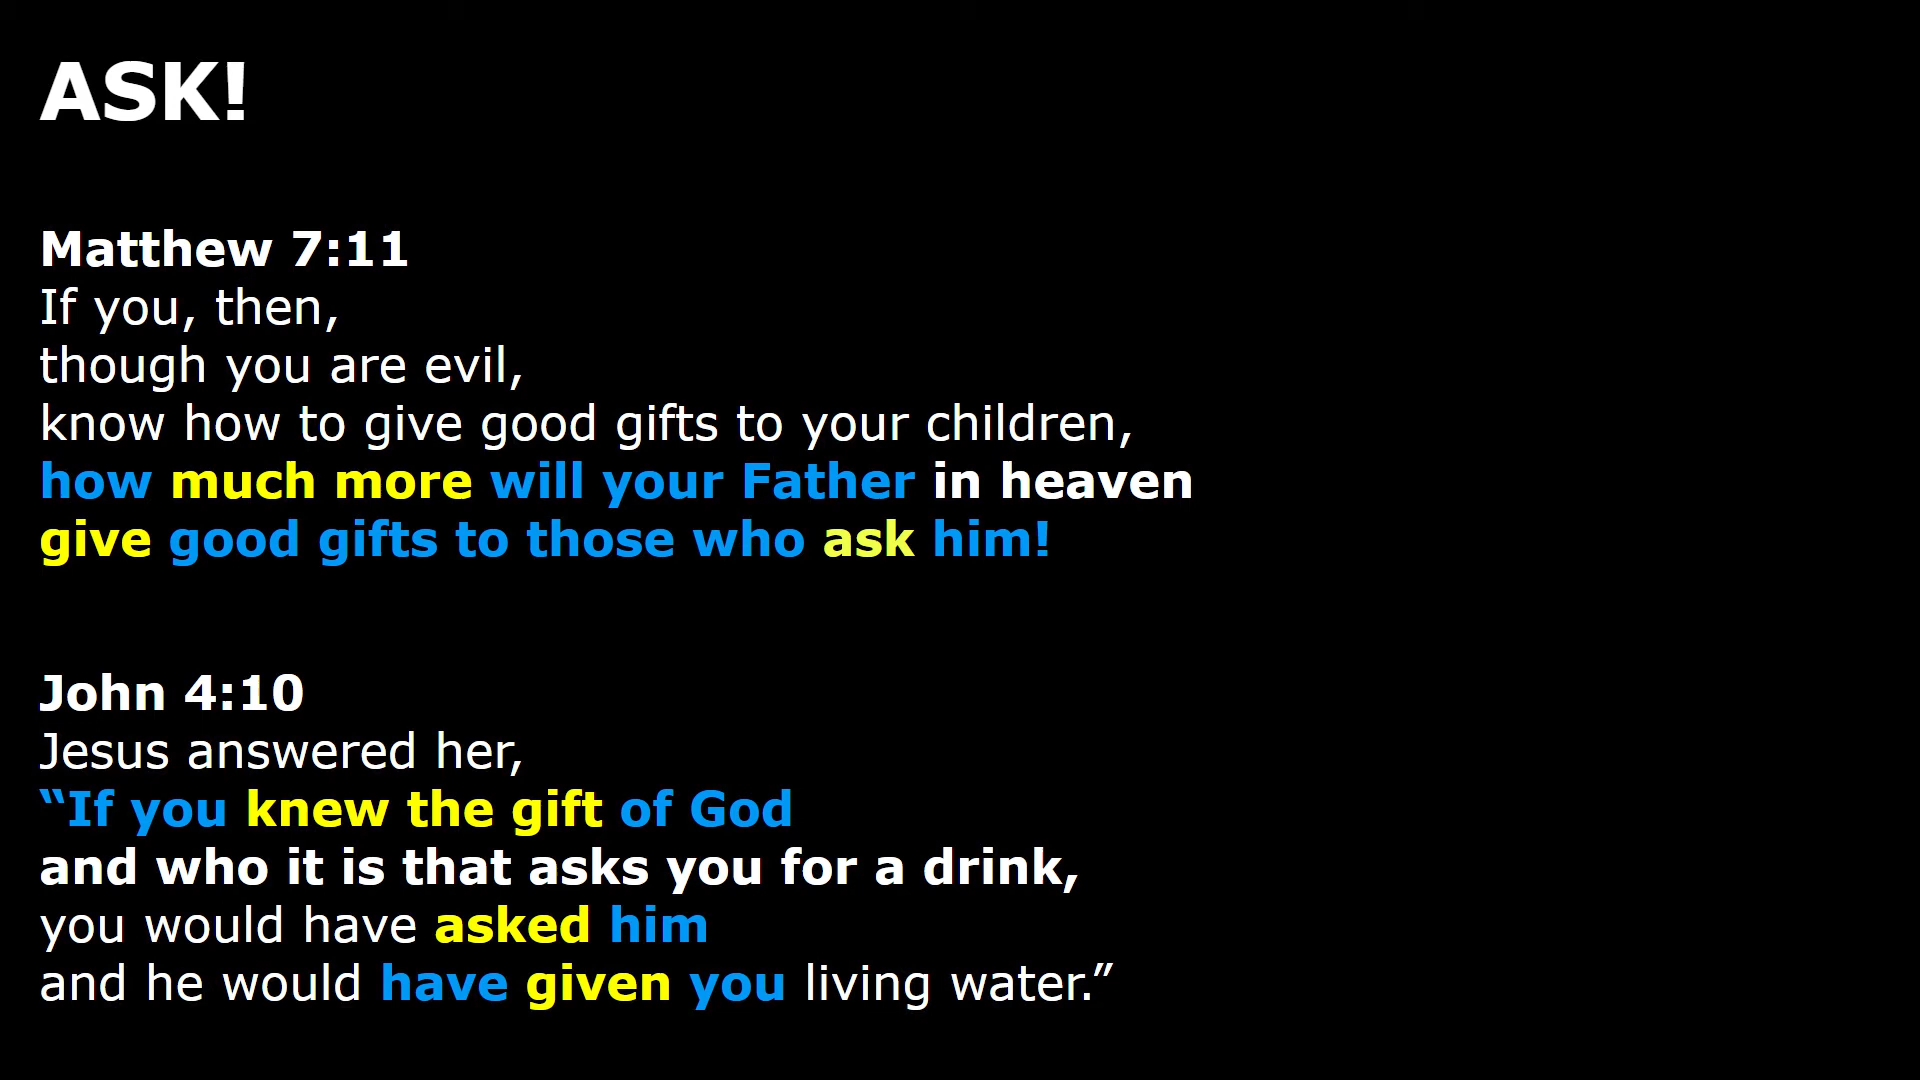 ASK!
Matthew 7:11
If you, then,
though you are evil,
know how to give good gifts to your children,
how much more will your Father in heaven
give good gifts to those who ask him!
John 4:10
Jesus answered her,
“If you knew the gift of God
and who it is that asks you for a drink,
you would have asked him
and he would have given you living water.”